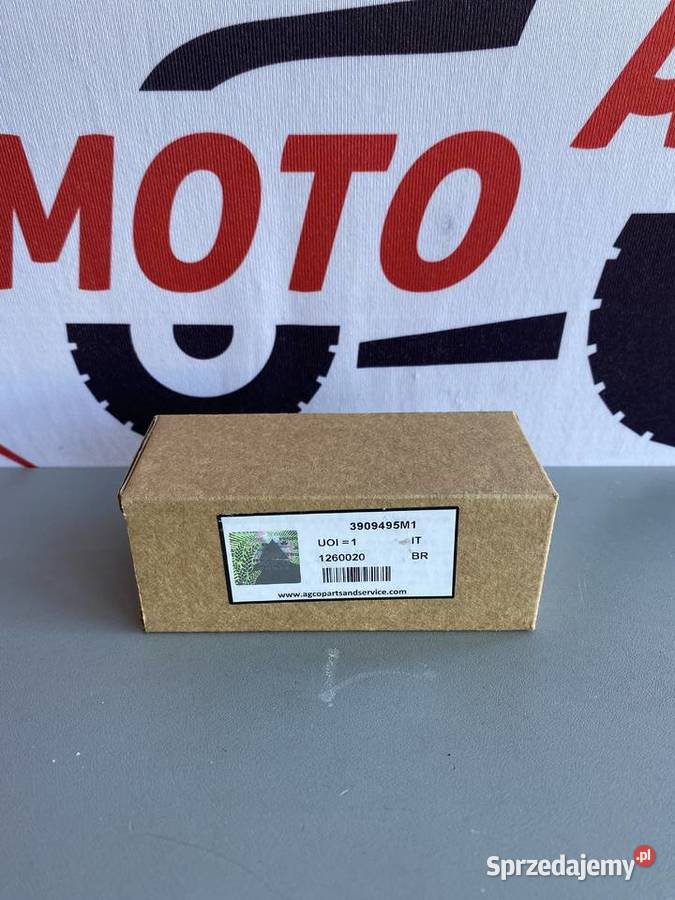 MOTO A
3909495M1
UOI = 1 IT
1260020 BR
www.agcopartsandservice.com
Sprzedajemy.pl